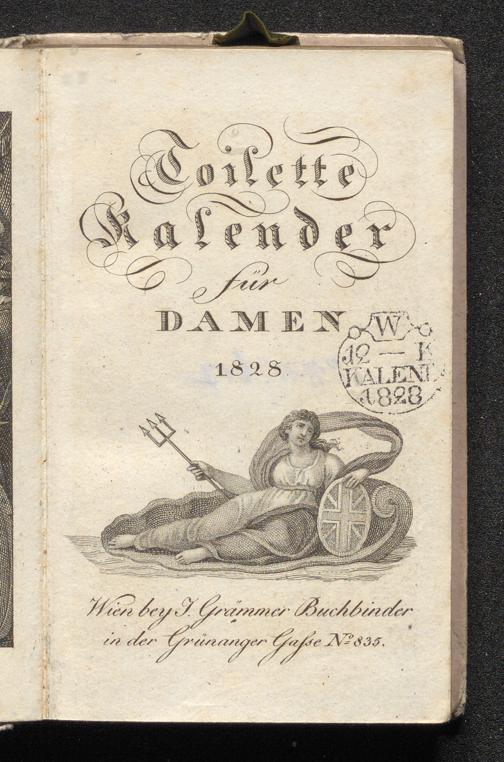 Toilette
Kalender
für
DAMEN
1828
W
12 — K
KALEN
1828
Wien bey J. Grämmer Buchbinder
in der Grünanger Gaſse Nº 835.